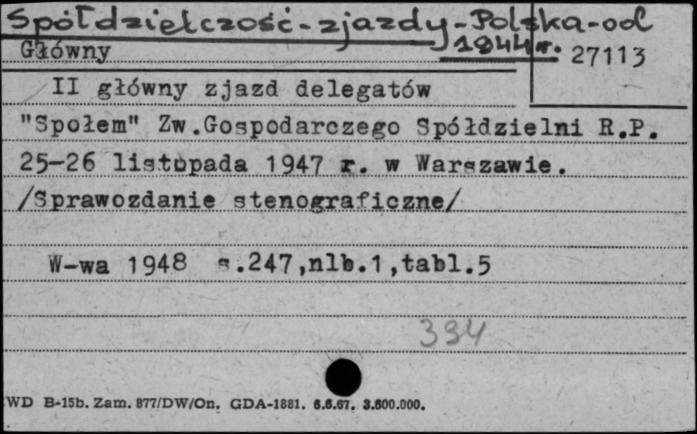 Spółdzielczość-zjazdy-Polska-od
1944 r.
Główny
27113
II główny zjazd delegatów
"Społem" Zw.Gospodarczego Spółdzielni R.P.
25-26 listopada 1947 r. w Warszawie.
/Sprawozdanie stenograficzne/
W-wa 1948 s.247,nlb.1,tabl.5
334
WD B-15b. Zam. 877/DW/On. GDA-1881. 6.6.67. 3.600.000.